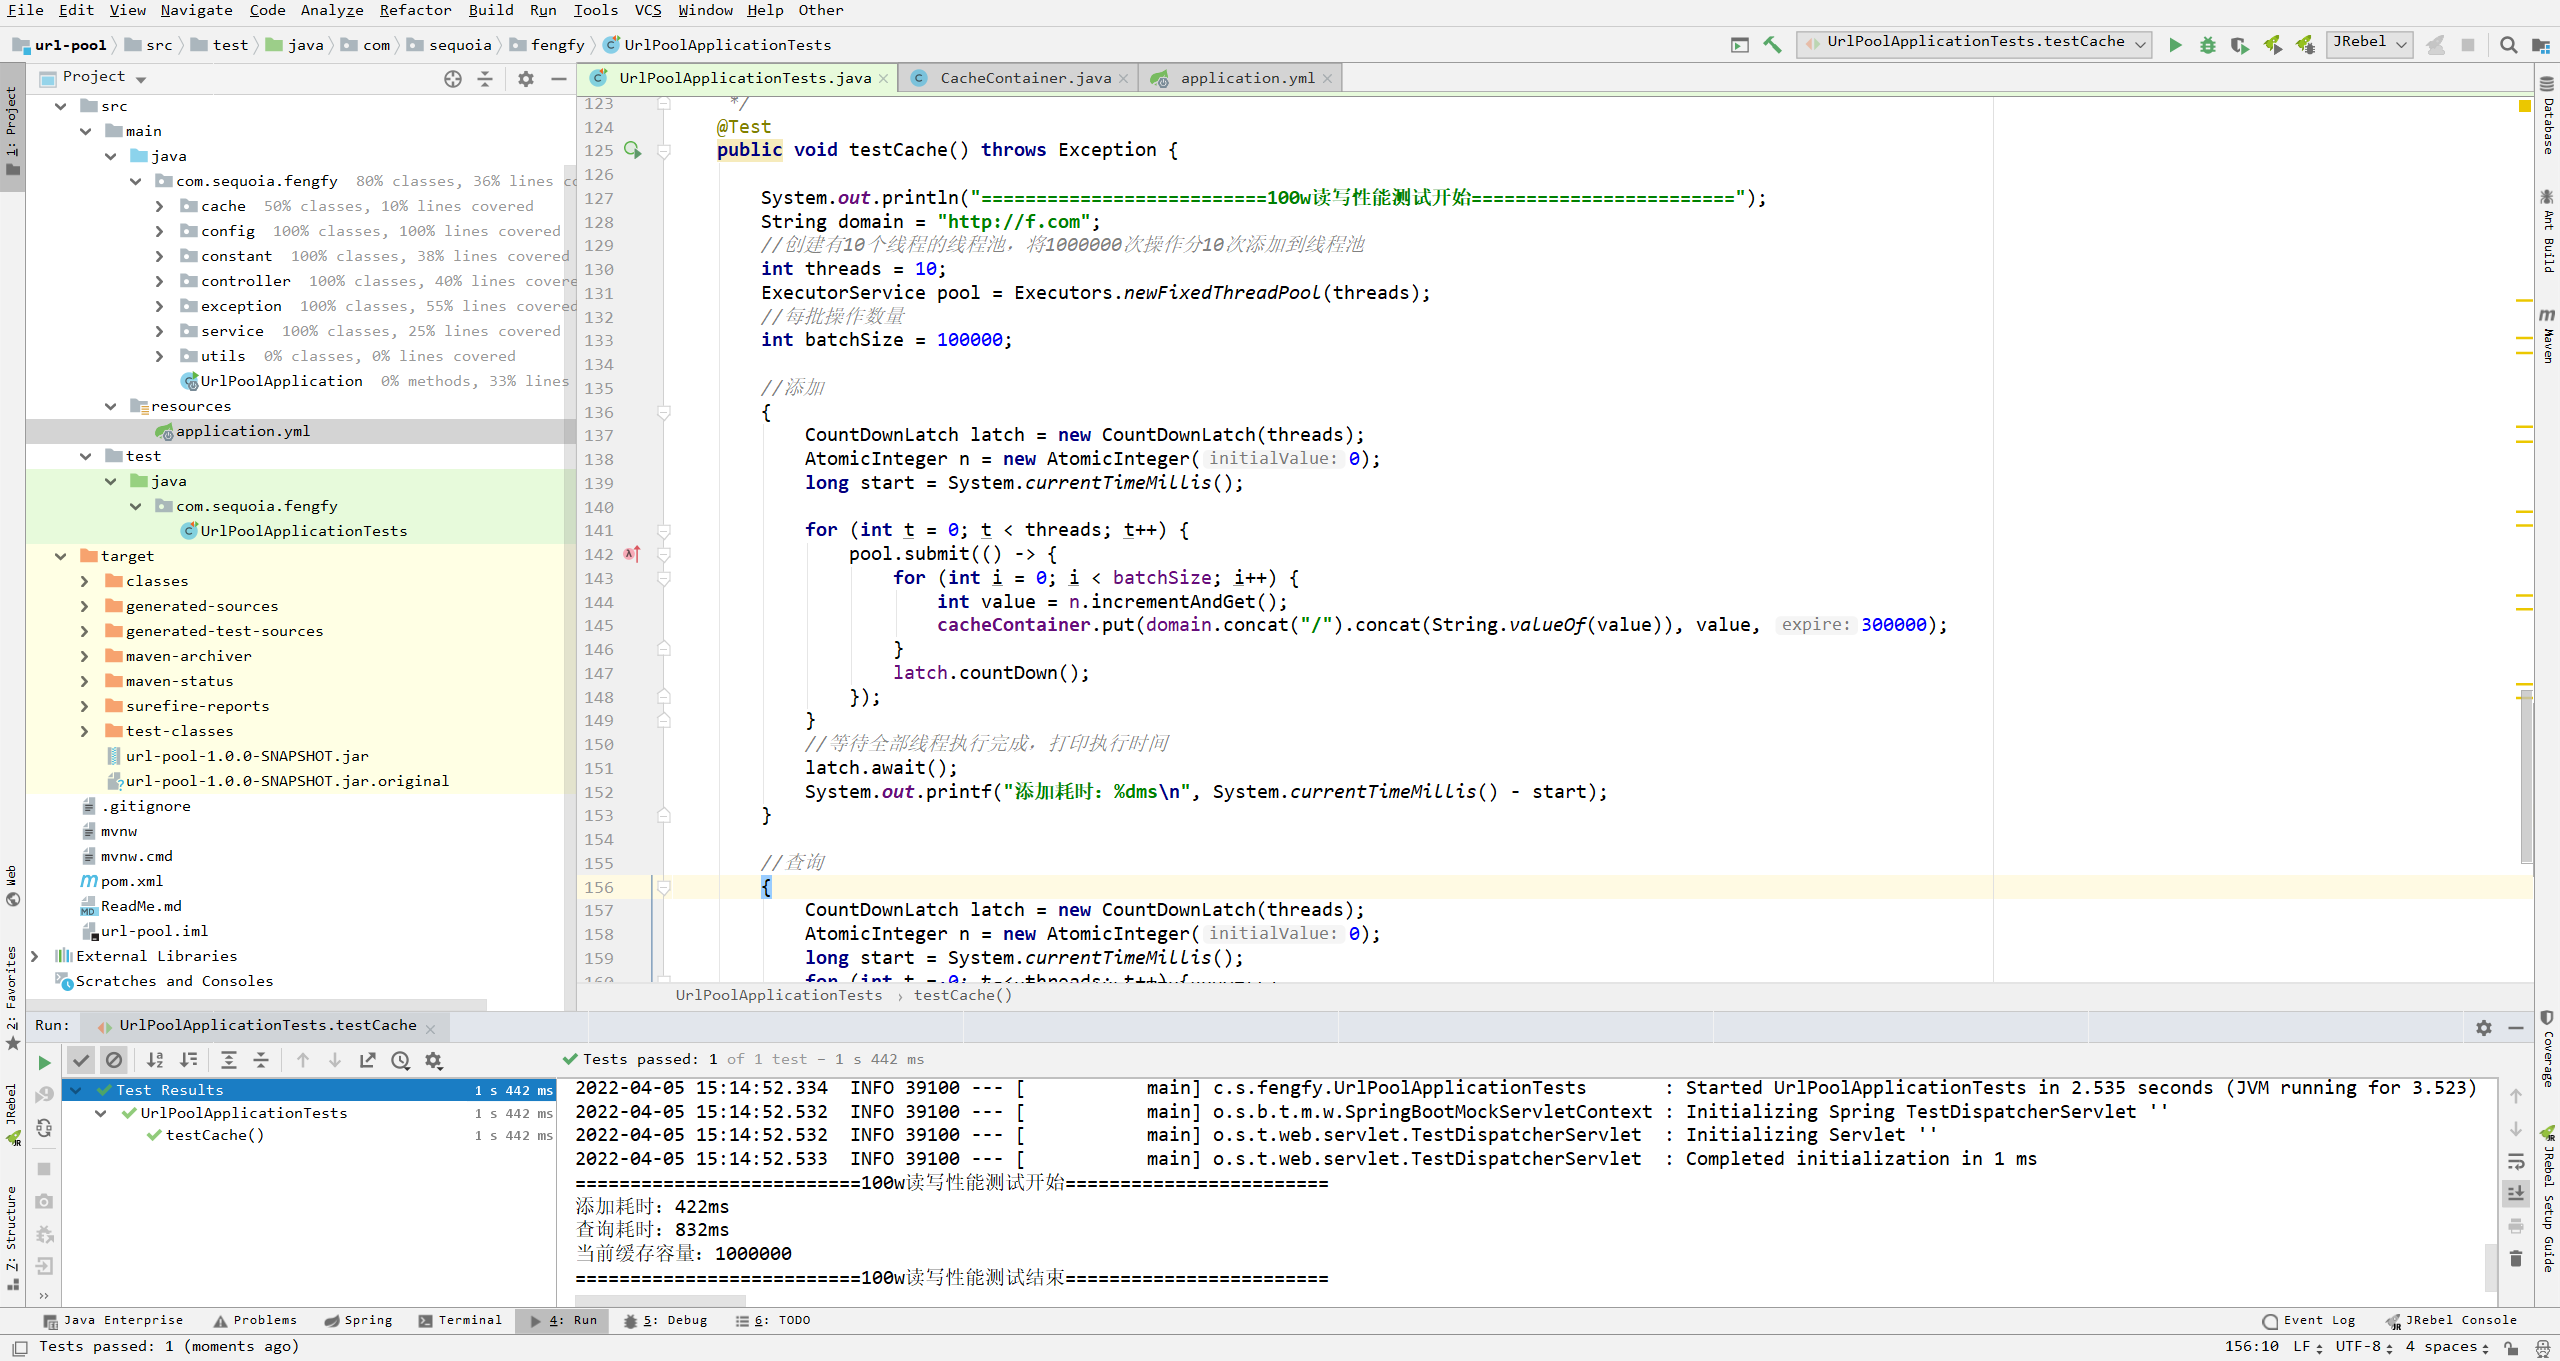 File Edit View Navigate Code Analyze Refactor Build Run Tools VCS Window Help Other
url-pool src test java com sequoia fengfy UrlPoolApplicationTests
UrlPoolApplicationTests.testCache
JRebel
Project
UrlPoolApplicationTests.java
CacheContainer.java
application.yml
1: Project
Web
2: Favorites
JRebel
Z: Structure
src
main
java
com.sequoia.fengfy 80% classes, 36% lines co
cache 50% classes, 10% lines covered
config 100% classes, 100% lines covered
constant 100% classes, 38% lines covered
controller 100% classes, 40% lines covere
exception 100% classes, 55% lines covered
service 100% classes, 25% lines covered
utils 0% classes, 0% lines covered
UrlPoolApplication 0% methods, 33% lines
resources
application.yml
test
java
com.sequoia.fengfy
UrlPoolApplicationTests
target
classes
generated-sources
generated-test-sources
maven-archiver
maven-status
surefire-reports
test-classes
url-pool-1.0.0-SNAPSHOT.jar
url-pool-1.0.0-SNAPSHOT.jar.original
.gitignore
mvnw
mvnw.cmd
pom.xml
ReadMe.md
url-pool.iml
External Libraries
Scratches and Consoles
123 */
124 @Test
125 public void testCache() throws Exception {
126
127 System.out.println("==========================100w读写性能测试开始========================");
128 String domain = "http://f.com";
129 //创建有10个线程的线程池，将1000000次操作分10次添加到线程池
130 int threads = 10;
131 ExecutorService pool = Executors.newFixedThreadPool(threads);
132 //每批操作数量
133 int batchSize = 100000;
134
135 //添加
136 {
137 CountDownLatch latch = new CountDownLatch(threads);
138 AtomicInteger n = new AtomicInteger( initialValue: 0);
139 long start = System.currentTimeMillis();
140
141 for (int t = 0; t < threads; t++) {
142 pool.submit(() -> {
143 for (int i = 0; i < batchSize; i++) {
144 int value = n.incrementAndGet();
145 cacheContainer.put(domain.concat("/").concat(String.valueOf(value)), value, expire: 300000);
146 }
147 latch.countDown();
148 });
149 }
150 //等待全部线程执行完成，打印执行时间
151 latch.await();
152 System.out.printf("添加耗时：%dms\n", System.currentTimeMillis() - start);
153 }
154
155 //查询
156 {
157 CountDownLatch latch = new CountDownLatch(threads);
158 AtomicInteger n = new AtomicInteger( initialValue: 0);
159 long start = System.currentTimeMillis();
160 for (int t = 0; t < threads; t++) {
UrlPoolApplicationTests › testCache()
Database
Ant Build
Maven
Coverage
JRebel Setup Guide
Run: UrlPoolApplicationTests.testCache
Tests passed: 1 of 1 test – 1 s 442 ms
Test Results 1 s 442 ms
UrlPoolApplicationTests 1 s 442 ms
testCache() 1 s 442 ms
2022-04-05 15:14:52.334 INFO 39100 --- [ main] c.s.fengfy.UrlPoolApplicationTests : Started UrlPoolApplicationTests in 2.535 seconds (JVM running for 3.523)
2022-04-05 15:14:52.532 INFO 39100 --- [ main] o.s.b.t.m.w.SpringBootMockServletContext : Initializing Spring TestDispatcherServlet ''
2022-04-05 15:14:52.532 INFO 39100 --- [ main] o.s.t.web.servlet.TestDispatcherServlet : Initializing Servlet ''
2022-04-05 15:14:52.533 INFO 39100 --- [ main] o.s.t.web.servlet.TestDispatcherServlet : Completed initialization in 1 ms
==========================100w读写性能测试开始========================
添加耗时：422ms
查询耗时：832ms
当前缓存容量：1000000
==========================100w读写性能测试结束========================
Java Enterprise Problems Spring Terminal 4: Run 5: Debug 6: TODO Event Log JRebel Console
Tests passed: 1 (moments ago) 156:10 LF UTF-8 4 spaces